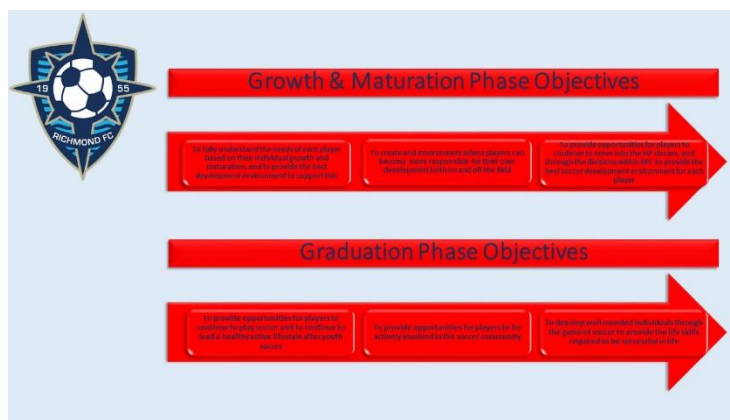 19 55
RICHMOND FC
Growth & Maturation Phase Objectives
To fully understand the needs of each player
based on their individual growth and
maturation, and to provide the best
development environment to support this.
To create and environment where players can
become more responsible for their own
development both on and off the field
To provide opportunities for players to
continue to move into the HP stream, and
through the divisions within RFC to provide the
best soccer development environment for each
player
Graduation Phase Objectives
To provide opportunities for players to
continue to play soccer and to continue to
lead a healthy active lifestyle after youth
soccer
To provide opportunities for players to be
actively involved in the soccer community
To develop well rounded individuals through
the game of soccer to provide the life skills
required to be successful in life